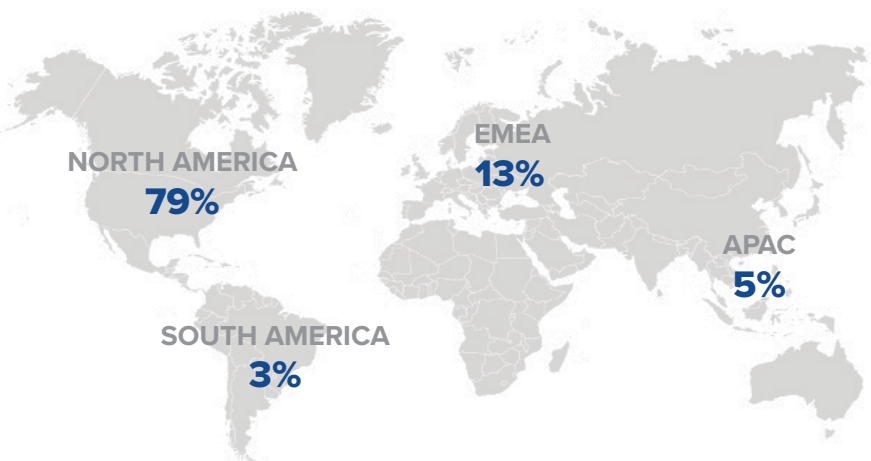 NORTH AMERICA
79%
EMEA
13%
APAC
5%
SOUTH AMERICA
3%